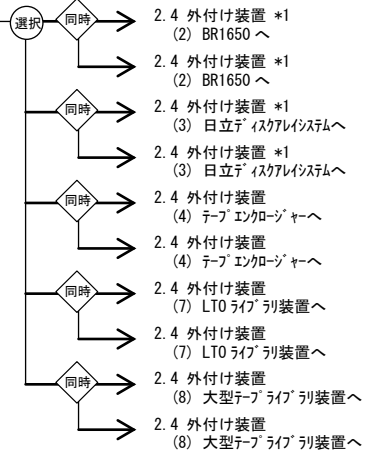 選択
同時
2.4 外付け装置 *1
(2) BR1650 へ
2.4 外付け装置 *1
(2) BR1650 へ
同時
2.4 外付け装置 *1
(3) 日立ﾃﾞｨｽｸｱﾚｲｼｽﾃﾑへ
2.4 外付け装置 *1
(3) 日立ﾃﾞｨｽｸｱﾚｲｼｽﾃﾑへ
同時
2.4 外付け装置
(4) ﾃｰﾌﾟｴﾝｸﾛｰｼﾞｬｰへ
2.4 外付け装置
(4) ﾃｰﾌﾟｴﾝｸﾛｰｼﾞｬｰへ
同時
2.4 外付け装置
(7) LTO ﾗｲﾌﾞﾗﾘ装置へ
2.4 外付け装置
(7) LTO ﾗｲﾌﾞﾗﾘ装置へ
同時
2.4 外付け装置
(8) 大型ﾃｰﾌﾟﾗｲﾌﾞﾗﾘ装置へ
2.4 外付け装置
(8) 大型ﾃｰﾌﾟﾗｲﾌﾞﾗﾘ装置へ